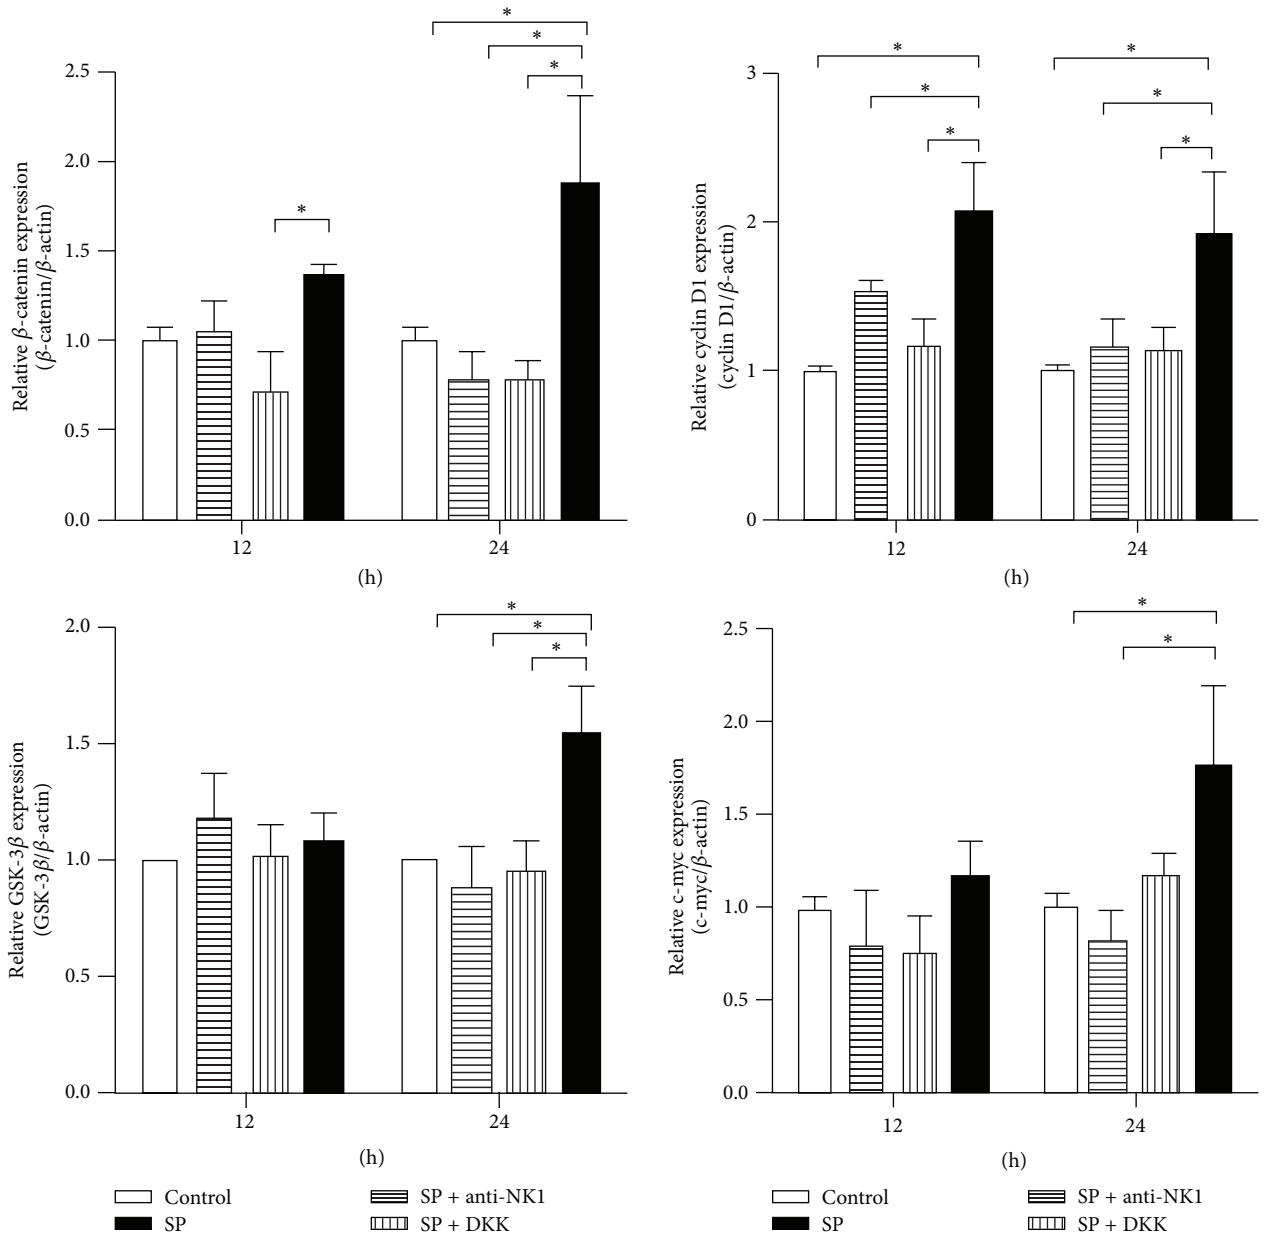 *
*
*
*
2.5
2.0
1.5
1.0
0.5
0.0
Relative β-catenin expression
(β-catenin/β-actin)
12
24
(h)
*
*
*
*
*
*
3
2
1
0
Relative cyclin D1 expression
(cyclin D1/β-actin)
12
24
(h)
*
*
*
2.0
1.5
1.0
0.5
0.0
Relative GSK-3β expression
(GSK-3β/β-actin)
12
24
(h)
*
*
2.5
2.0
1.5
1.0
0.5
0.0
Relative c-myc expression
(c-myc/β-actin)
12
24
(h)
Control
SP + anti-NK1
SP
SP + DKK
Control
SP + anti-NK1
SP
SP + DKK